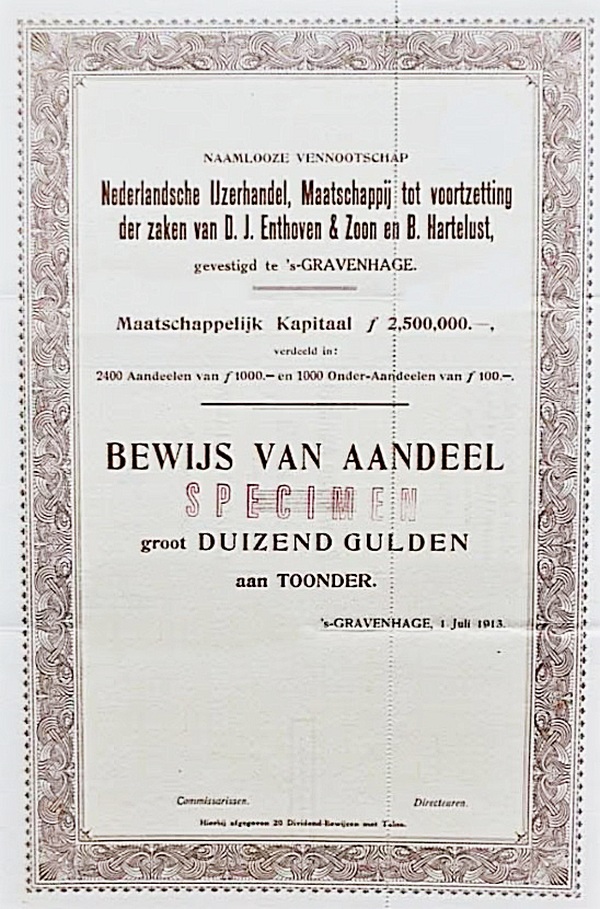 NAAMLOOZE VENNOOTSCHAP
Nederlandsche IJzerhandel, Maatschappij tot voortzetting
der zaken van D. J. Enthoven & Zoon en B. Hartelust,
gevestigd te 's-GRAVENHAGE.
Maatschappelijk Kapitaal f 2,500,000.—,
verdeeld in:
2400 Aandeelen van f 1000.— en 1000 Onder-Aandeelen van f 100.—.
BEWIJS VAN AANDEEL
SPECIMEN
groot DUIZEND GULDEN
aan TOONDER.
's-GRAVENHAGE, 1 Juli 1913.
Commissarissen. Directeuren.
Hierbij afgegeven 20 Dividend-Bewijzen met Talon.